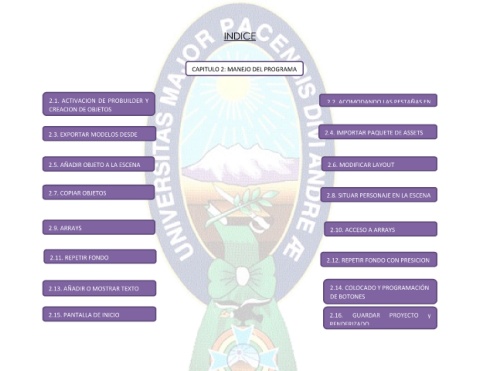 INDICE
CAPITULO 2: MANEJO DEL PROGRAMA
2.1. ACTIVACION DE PROBUILDER Y
CREACION DE OBJETOS
2.2. ACOMODANDO LAS PESTAÑAS EN
2.3. EXPORTAR MODELOS DESDE
2.4. IMPORTAR PAQUETE DE ASSETS
2.5. AÑADIR OBJETO A LA ESCENA
2.6. MODIFICAR LAYOUT
2.7. COPIAR OBJETOS
2.8. SITUAR PERSONAJE EN LA ESCENA
2.9. ARRAYS
2.10. ACCESO A ARRAYS
2.11. REPETIR FONDO
2.12. REPETIR FONDO CON PRESICION
2.13. AÑADIR O MOSTRAR TEXTO
2.14. COLOCADO Y PROGRAMACIÓN
DE BOTONES
2.15. PANTALLA DE INICIO
2.16. GUARDAR PROYECTO y
RENDERIZADO
UNIVERSITAS MAJOR PACENSIS DIVI ANDREÆ